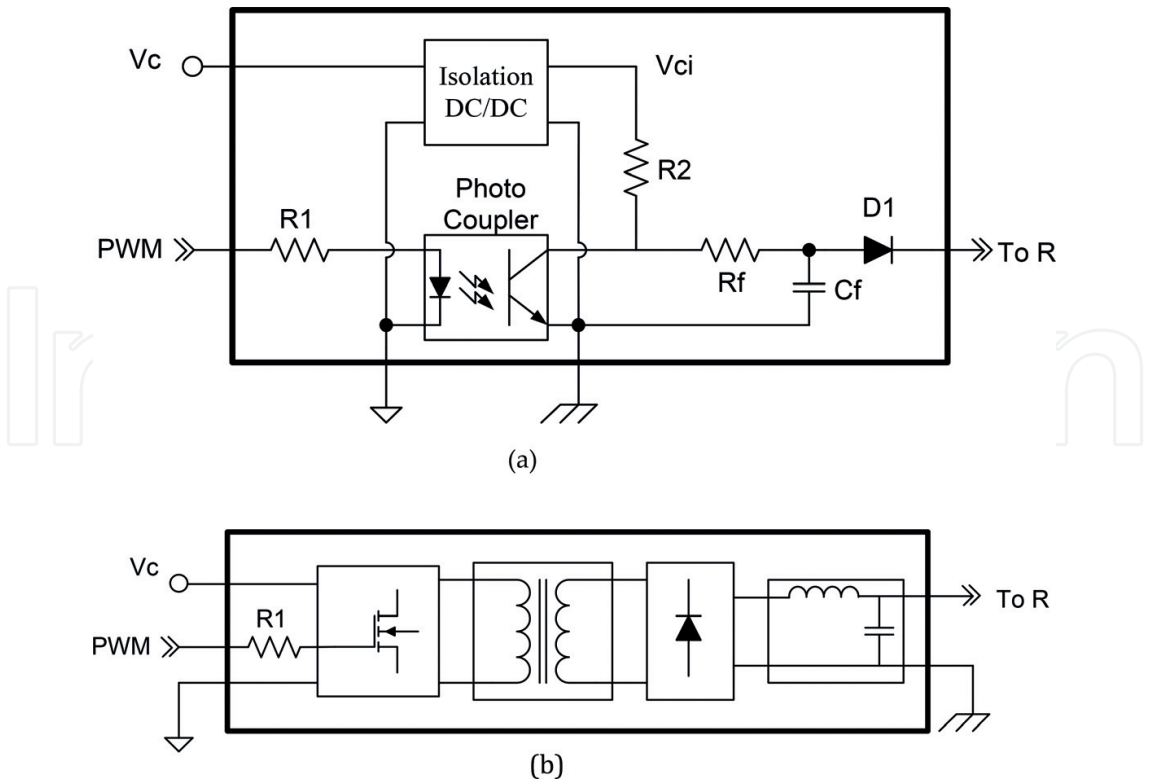 Vc
Isolation
DC/DC
Vci
R2
Photo
Coupler
R1
PWM
D1
Rf
Cf
To R
(a)
Vc
R1
PWM
To R
(b)